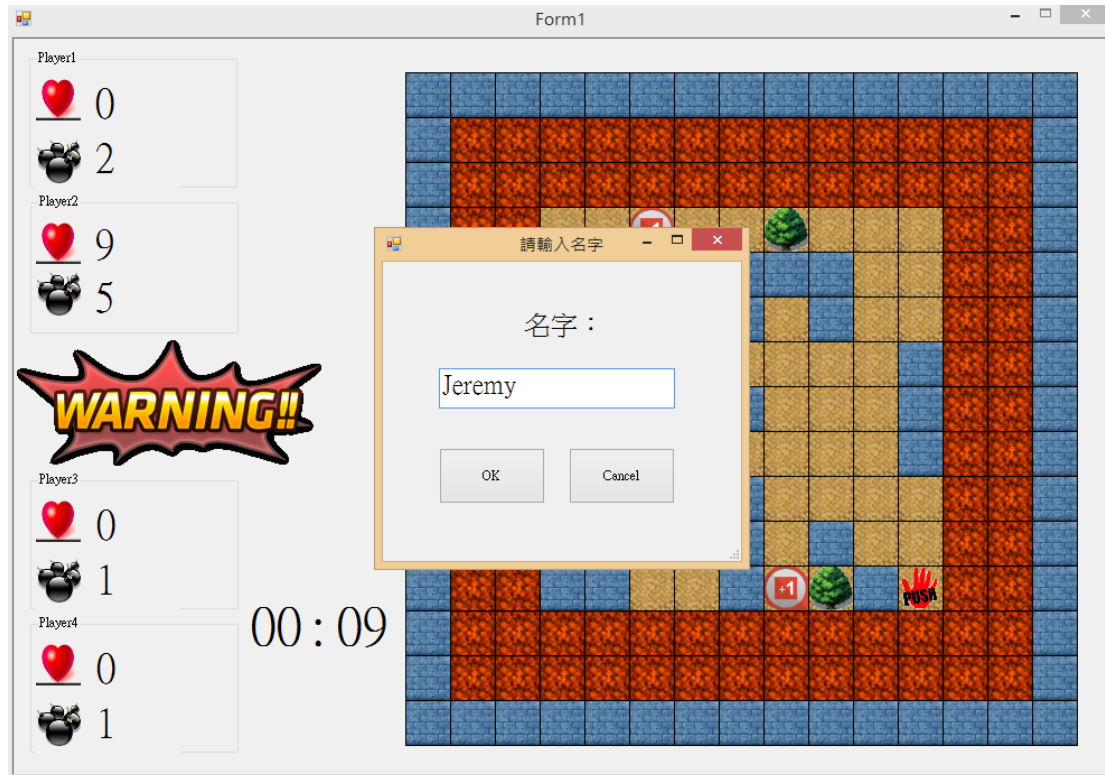 Form1
Player1
0
2
Player2
9
5
WARNING!!
Player3
0
1
Player4
0
1
00 : 09
請輸入名字
名字：
Jeremy
OK
Cancel
+1
PUSH